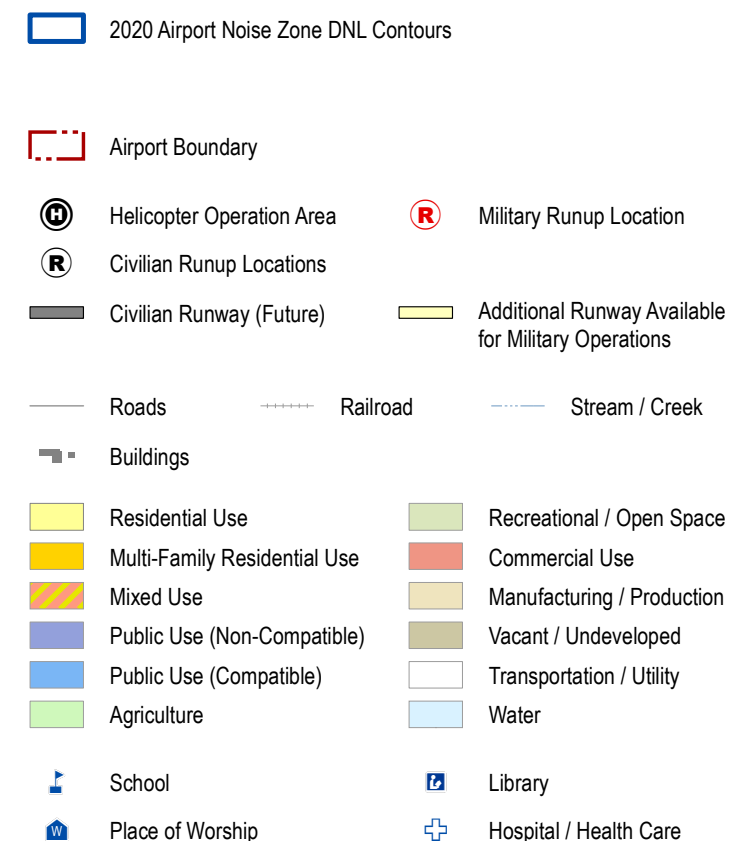 2020 Airport Noise Zone DNL Contours
Airport Boundary
H Helicopter Operation Area
R Military Runup Location
R Civilian Runup Locations
Civilian Runway (Future)
Additional Runway Available
for Military Operations
Roads
Railroad
Stream / Creek
Buildings
Residential Use
Recreational / Open Space
Multi-Family Residential Use
Commercial Use
Mixed Use
Manufacturing / Production
Public Use (Non-Compatible)
Vacant / Undeveloped
Public Use (Compatible)
Transportation / Utility
Agriculture
Water
School
Library
W Place of Worship
Hospital / Health Care